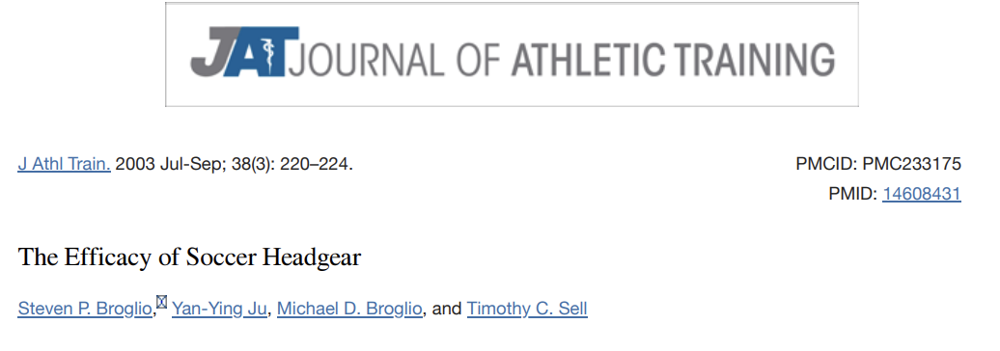 JAT JOURNAL OF ATHLETIC TRAINING
J Athl Train. 2003 Jul-Sep; 38(3): 220–224.
PMCID: PMC233175
PMID: 14608431
The Efficacy of Soccer Headgear
Steven P. Broglio, Yan-Ying Ju, Michael D. Broglio, and Timothy C. Sell